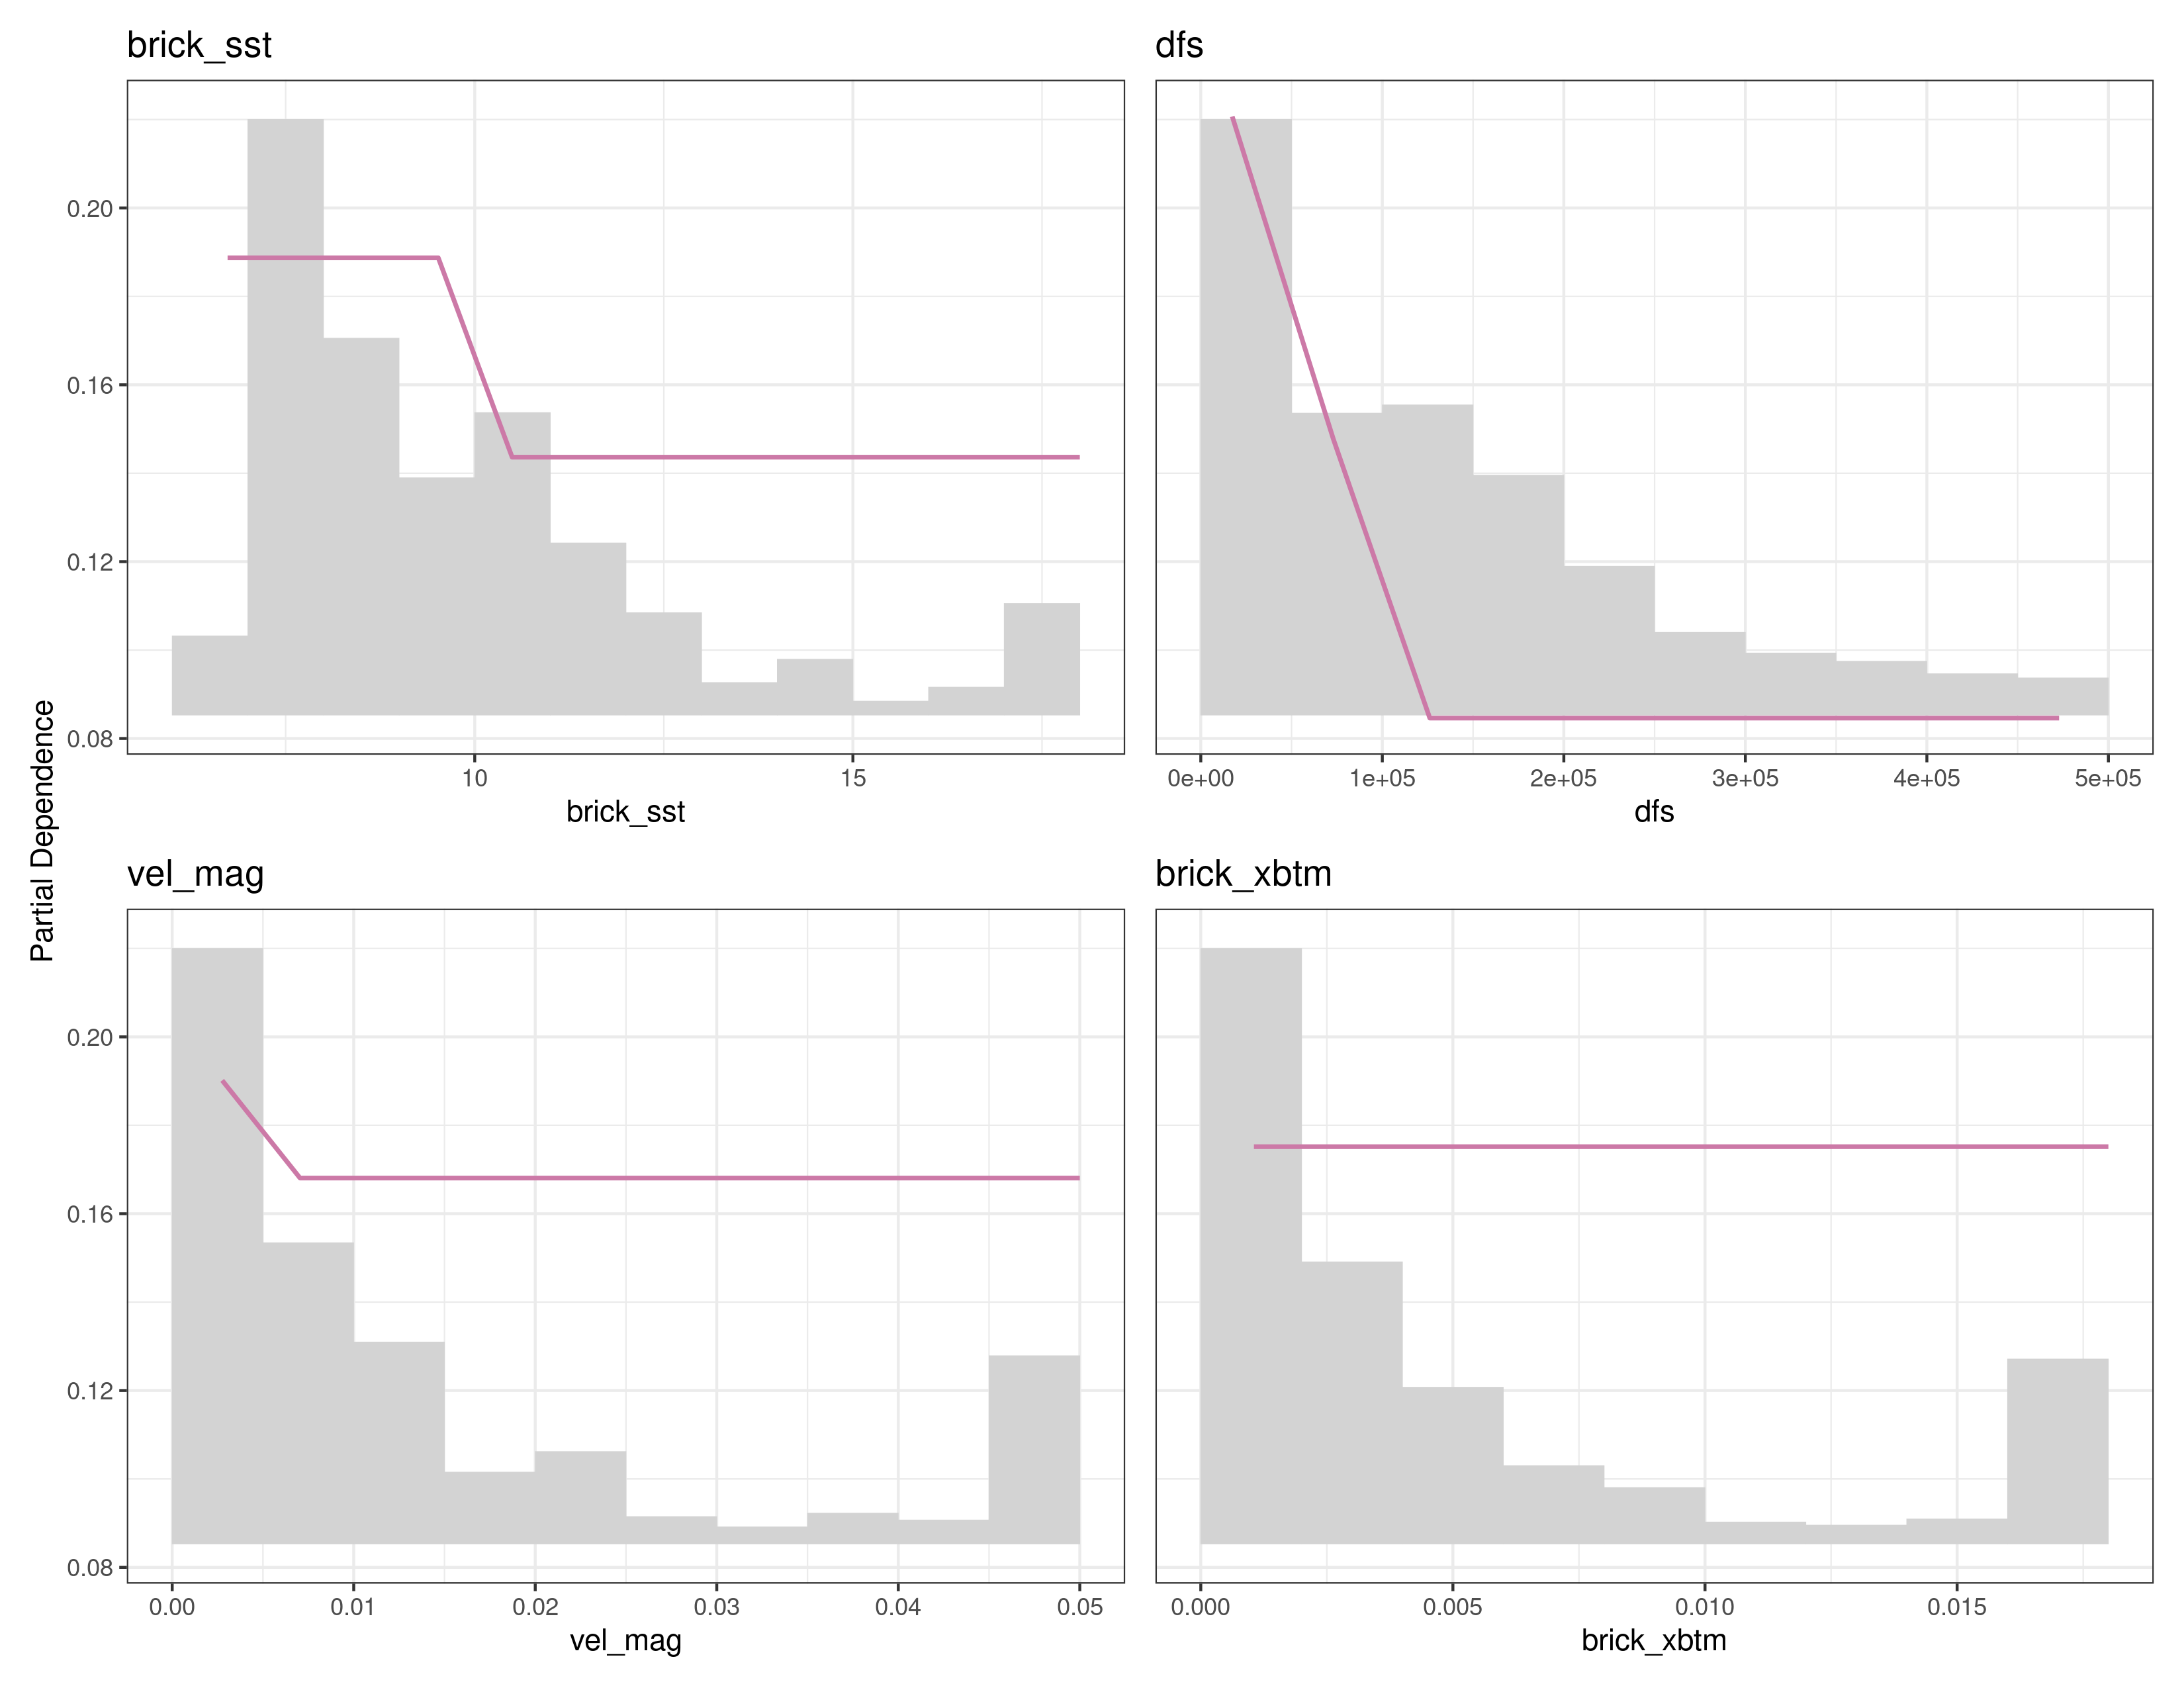 brick_sst
dfs
0.20
0.16
0.12
0.08
10
15
0e+00
1e+05
2e+05
3e+05
4e+05
5e+05
brick_sst
dfs
Partial Dependence
vel_mag
brick_xbtm
0.20
0.16
0.12
0.08
0.00
0.01
0.02
0.03
0.04
0.05
0.000
0.005
0.010
0.015
vel_mag
brick_xbtm